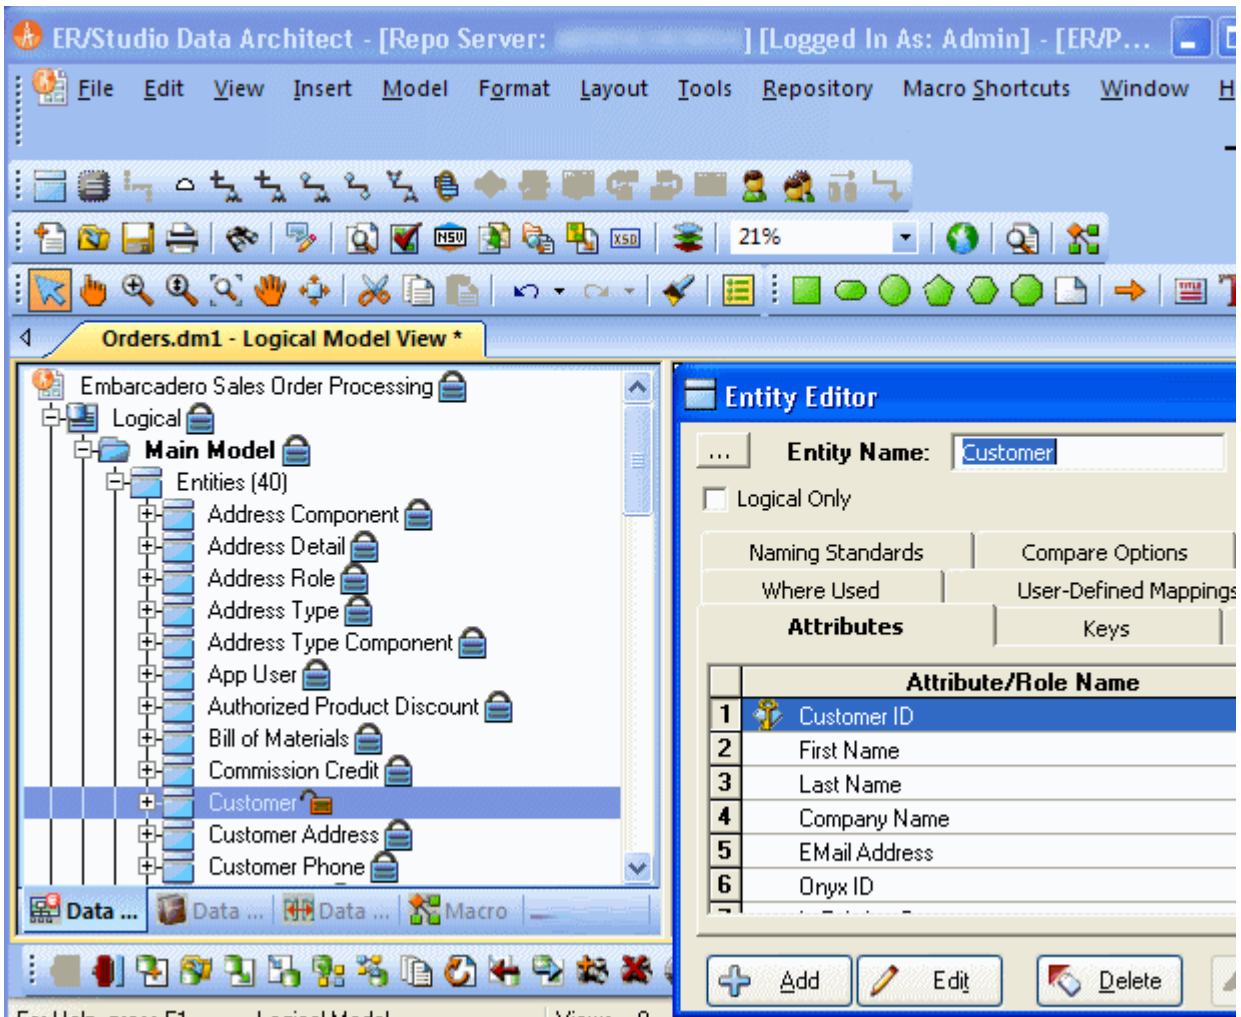 ER/Studio Data Architect - [Repo Server: ] [Logged In As: Admin] - [ER/P...
File Edit View Insert Model Format Layout Tools Repository Macro Shortcuts Window H
NSU XSD 21%
TITLE T
Orders.dm1 - Logical Model View *
Embarcadero Sales Order Processing
Logical
Main Model
Entities (40)
Address Component
Address Detail
Address Role
Address Type
Address Type Component
App User
Authorized Product Discount
Bill of Materials
Commission Credit
Customer
Customer Address
Customer Phone
Data ... Data ... Data ... Macro
Entity Editor
... Entity Name: Customer
Logical Only
Naming Standards Compare Options
Where Used User-Defined Mappings
Attributes Keys
Attribute/Role Name
1 Customer ID
2 First Name
3 Last Name
4 Company Name
5 EMail Address
6 Onyx ID
Add Edit Delete